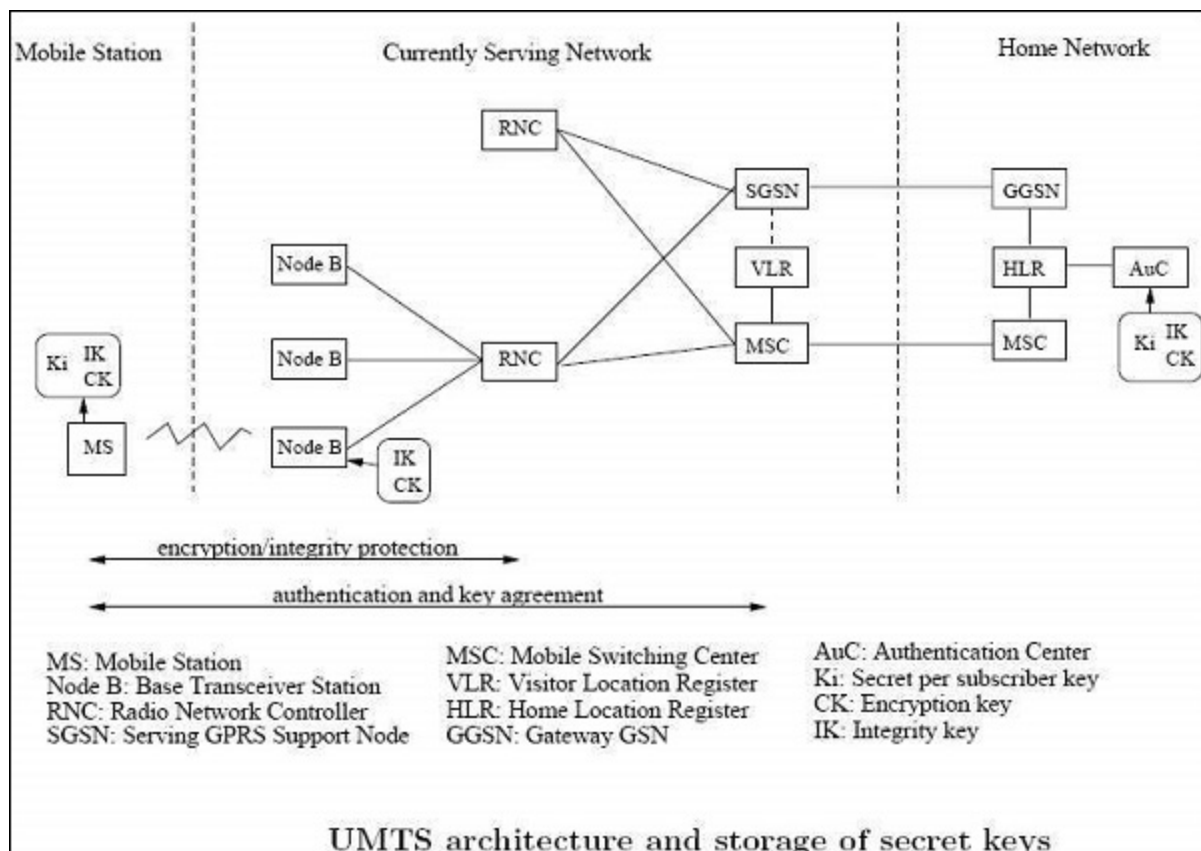 Mobile Station
Currently Serving Network
Home Network
RNC
SGSN
GGSN
Node B
VLR
HLR
AuC
Node B
RNC
MSC
MSC
Ki IK
CK
Ki IK
CK
MS
Node B
IK
CK
encryption/integrity protection
authentication and key agreement
MS: Mobile Station
Node B: Base Transceiver Station
RNC: Radio Network Controller
SGSN: Serving GPRS Support Node
MSC: Mobile Switching Center
VLR: Visitor Location Register
HLR: Home Location Register
GGSN: Gateway GSN
AuC: Authentication Center
Ki: Secret per subscriber key
CK: Encryption key
IK: Integrity key
UMTS architecture and storage of secret keys